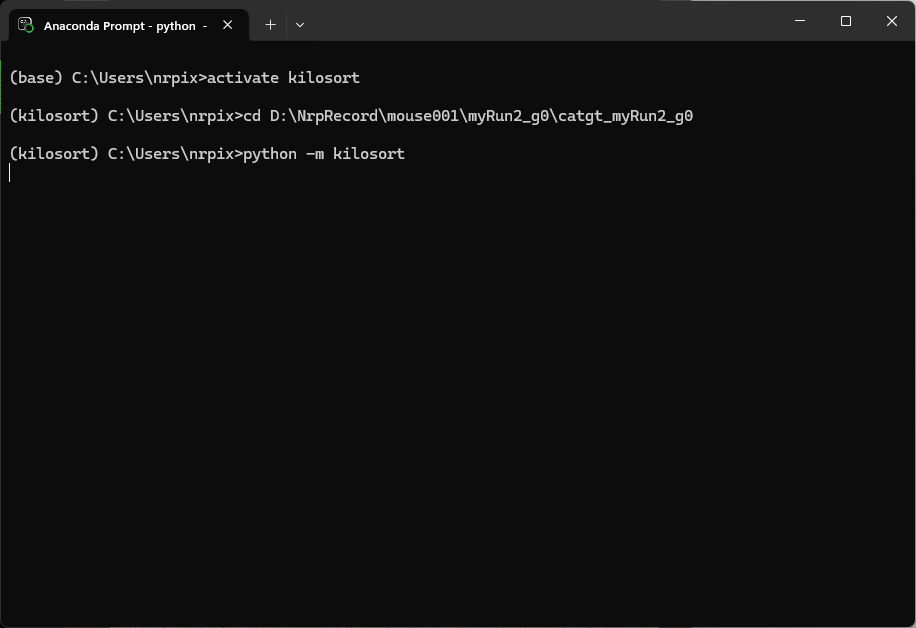 Anaconda Prompt - python -
(base) C:\Users\nrpix>activate kilosort
(kilosort) C:\Users\nrpix>cd D:\NrpRecord\mouse001\myRun2_g0\catgt_myRun2_g0
(kilosort) C:\Users\nrpix>python -m kilosort